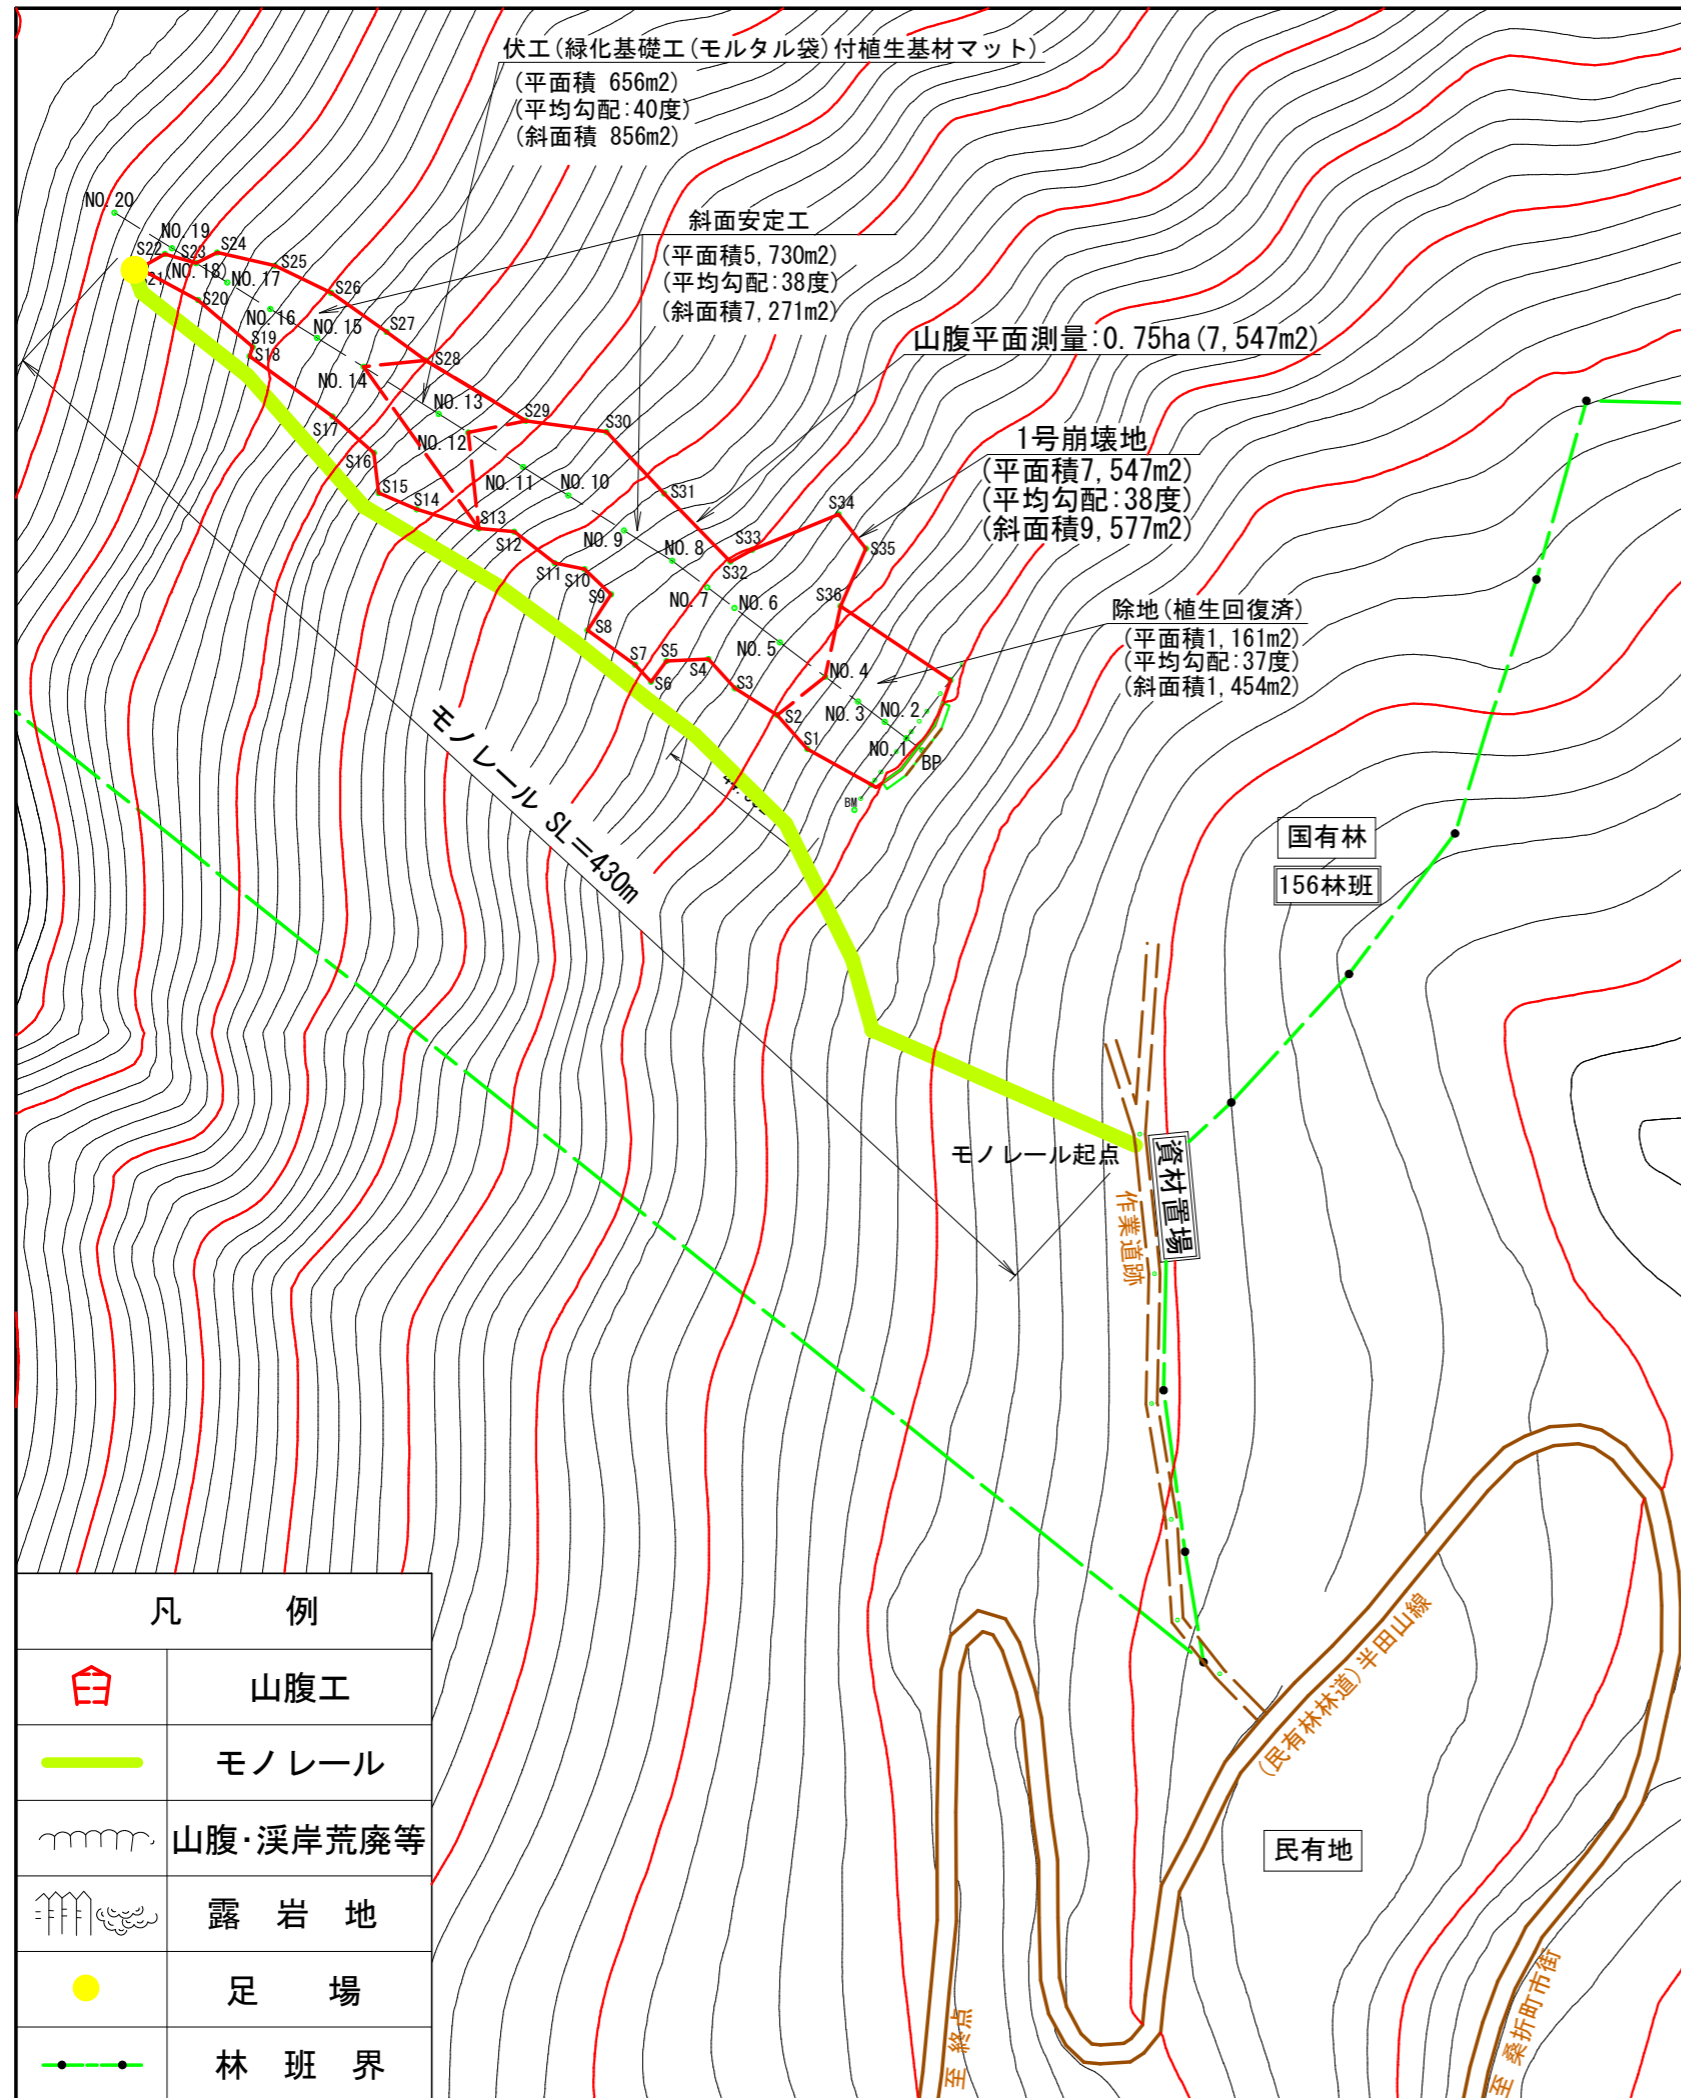 伏工(緑化基礎工(モルタル袋)付植生基材マット)
(平面積 656m2)
(平均勾配:40度)
(斜面積 856m2)
斜面安定工
(平面積5,730m2)
(平均勾配:38度)
(斜面積7,271m2)
山腹平面測量:0.75ha(7,547m2)
1号崩壊地
(平面積7,547m2)
(平均勾配:38度)
(斜面積9,577m2)
除地(植生回復済)
(平面積1,161m2)
(平均勾配:37度)
(斜面積1,454m2)
NO.20
NO.19
(NO.18)
NO.17
NO.16
NO.15
NO.14
NO.13
NO.12
NO.11
NO.10
NO.9
NO.8
NO.7
NO.6
NO.5
NO.4
NO.3
NO.2
NO.1
BP
BM
S1
S2
S3
S4
S5
S6
S7
S8
S9
S10
S11
S12
S13
S14
S15
S16
S17
S18
S19
S20
S21
S22
S23
S24
S25
S26
S27
S28
S29
S30
S31
S32
S33
S34
S35
S36
モノレール SL=430m
モノレール起点
国有林
156林班
資材置場
作業道跡
(民有林林道)半田山線
民有地
至 終点
至 桑折町市街
凡 例
山腹工
モノレール
山腹・渓岸荒廃等
露 岩 地
足 場
林 班 界